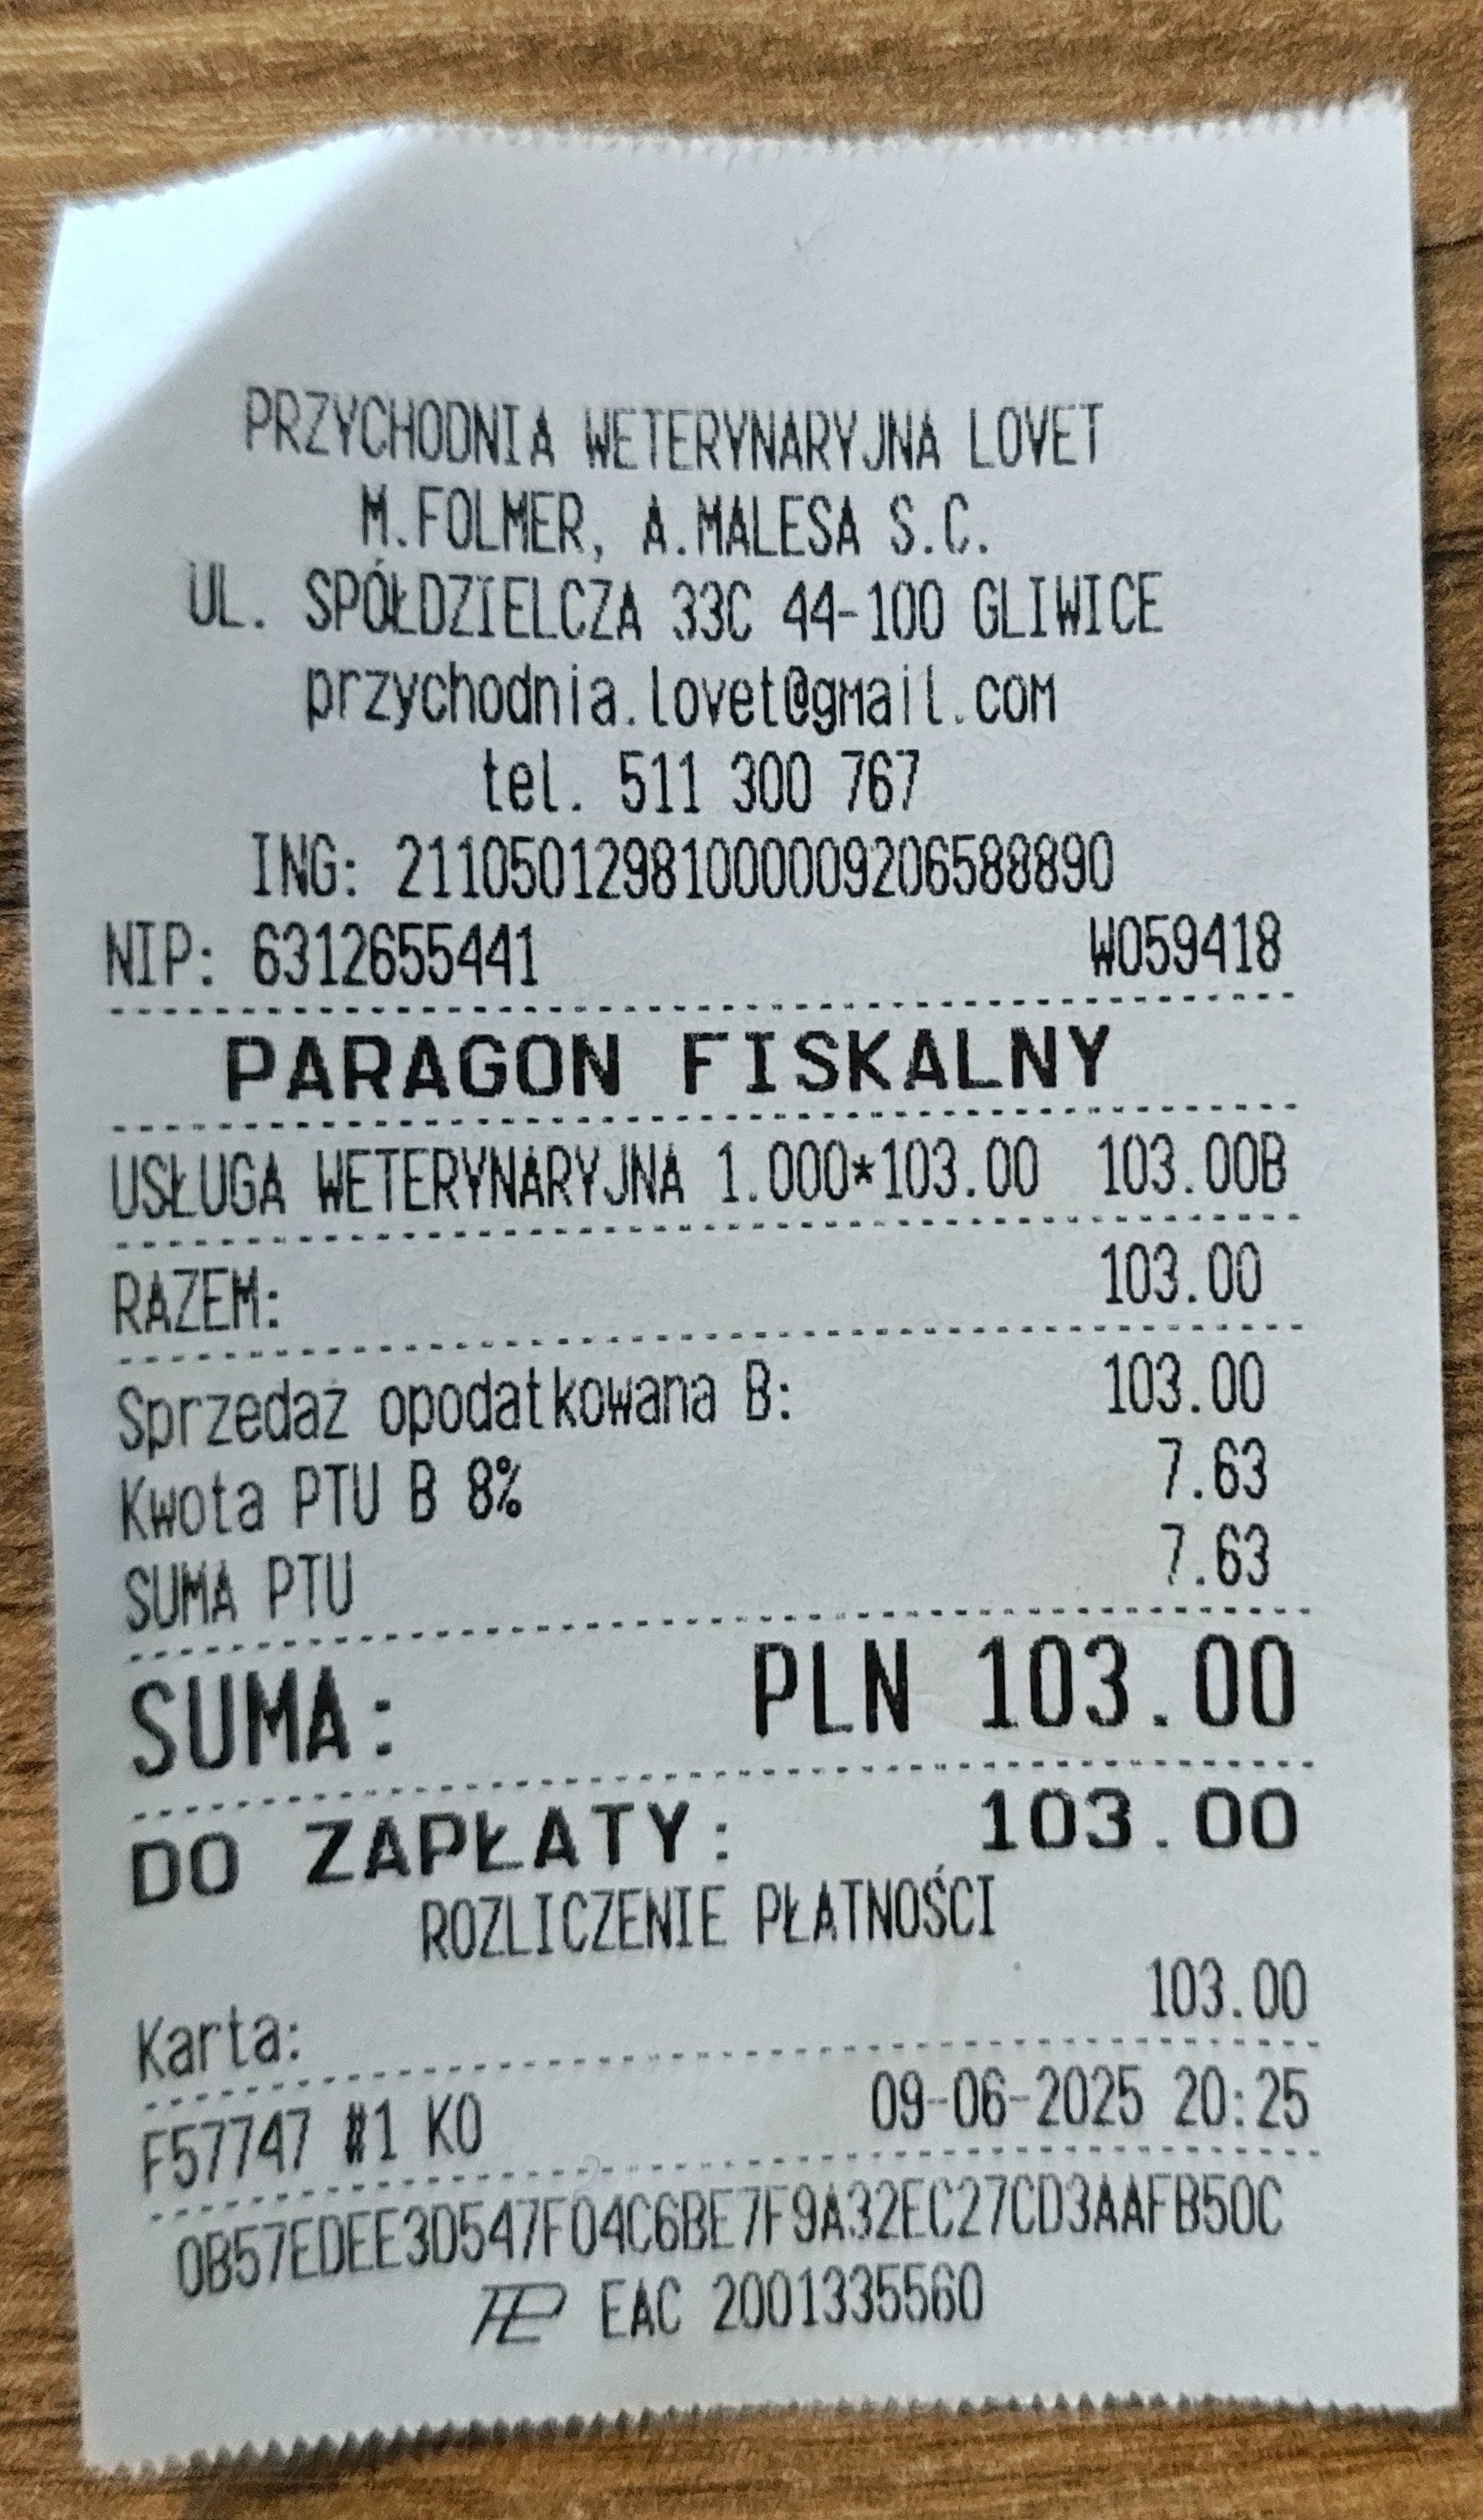 PRZYCHODNIA WETERYNARYJNA LOVET
M.FOLMER, A.MALESA S.C.
UL. SPÓŁDZIELCZA 33C 44-100 GLIWICE
przychodnia.lovet@gmail.com
tel. 511 300 767
ING: 21105012981000009206588890
NIP: 6312655441 W059418
PARAGON FISKALNY
USŁUGA WETERYNARYJNA 1.000*103.00 103.00B
RAZEM: 103.00
Sprzedaż opodatkowana B: 103.00
Kwota PTU B 8% 7.63
SUMA PTU 7.63
SUMA: PLN 103.00
DO ZAPŁATY: 103.00
ROZLICZENIE PŁATNOŚCI
Karta: 103.00
F57747 #1 KO 09-06-2025 20:25
0B57EDEE3D547F04C6BE7F9A32EC27CD3AAFB50C
EAC 2001335560